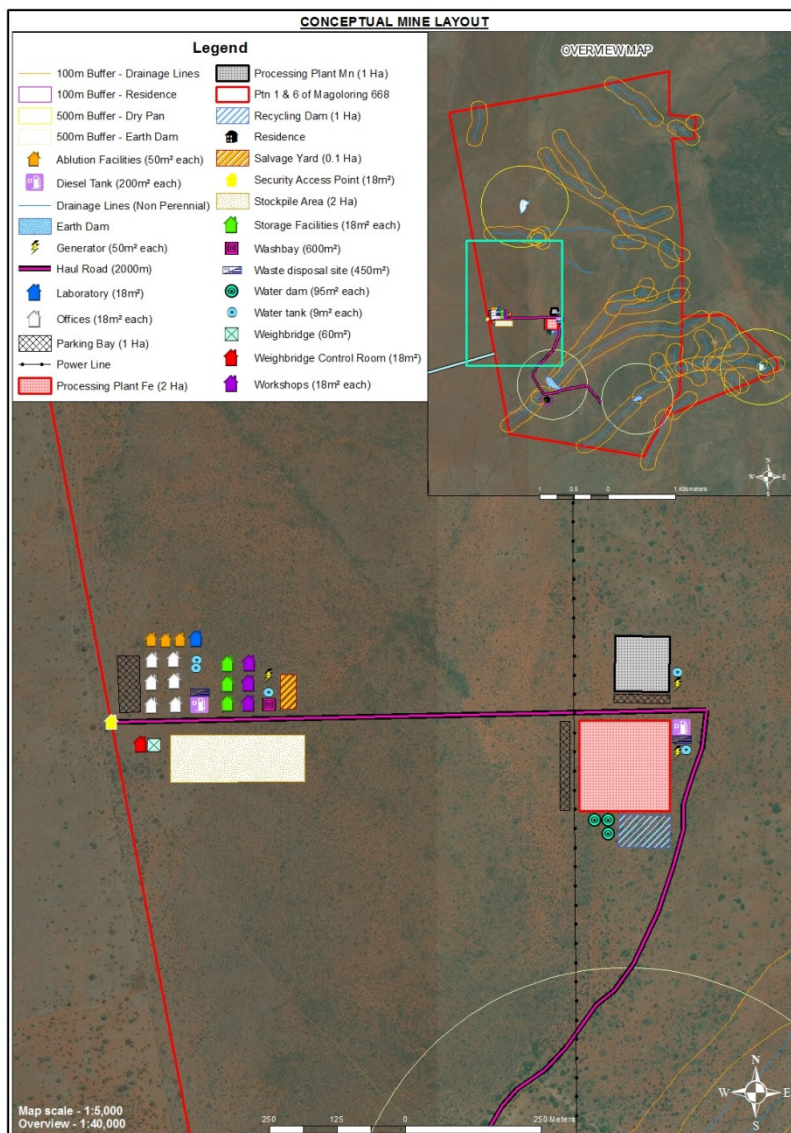 CONCEPTUAL MINE LAYOUT
Legend
100m Buffer - Drainage Lines
100m Buffer - Residence
500m Buffer - Dry Pan
500m Buffer - Earth Dam
Ablution Facilities (50m² each)
Diesel Tank (200m² each)
Drainage Lines (Non Perennial)
Earth Dam
Generator (50m² each)
Haul Road (2000m)
Laboratory (18m²)
Offices (18m² each)
Parking Bay (1 Ha)
Power Line
Processing Plant Fe (2 Ha)
Processing Plant Mn (1 Ha)
Ptn 1 & 6 of Magoloring 668
Recycling Dam (1 Ha)
Residence
Salvage Yard (0.1 Ha)
Security Access Point (18m²)
Stockpile Area (2 Ha)
Storage Facilities (18m² each)
Washbay (600m²)
Waste disposal site (450m²)
Water dam (95m² each)
Water tank (9m² each)
Weighbridge (60m²)
Weighbridge Control Room (18m²)
Workshops (18m² each)
OVERVIEW MAP
N
W E
S
1 0.5 0 1 Kilometers
N
W E
S
Map scale - 1:5,000
Overview - 1:40,000
250 125 0 250 Meters